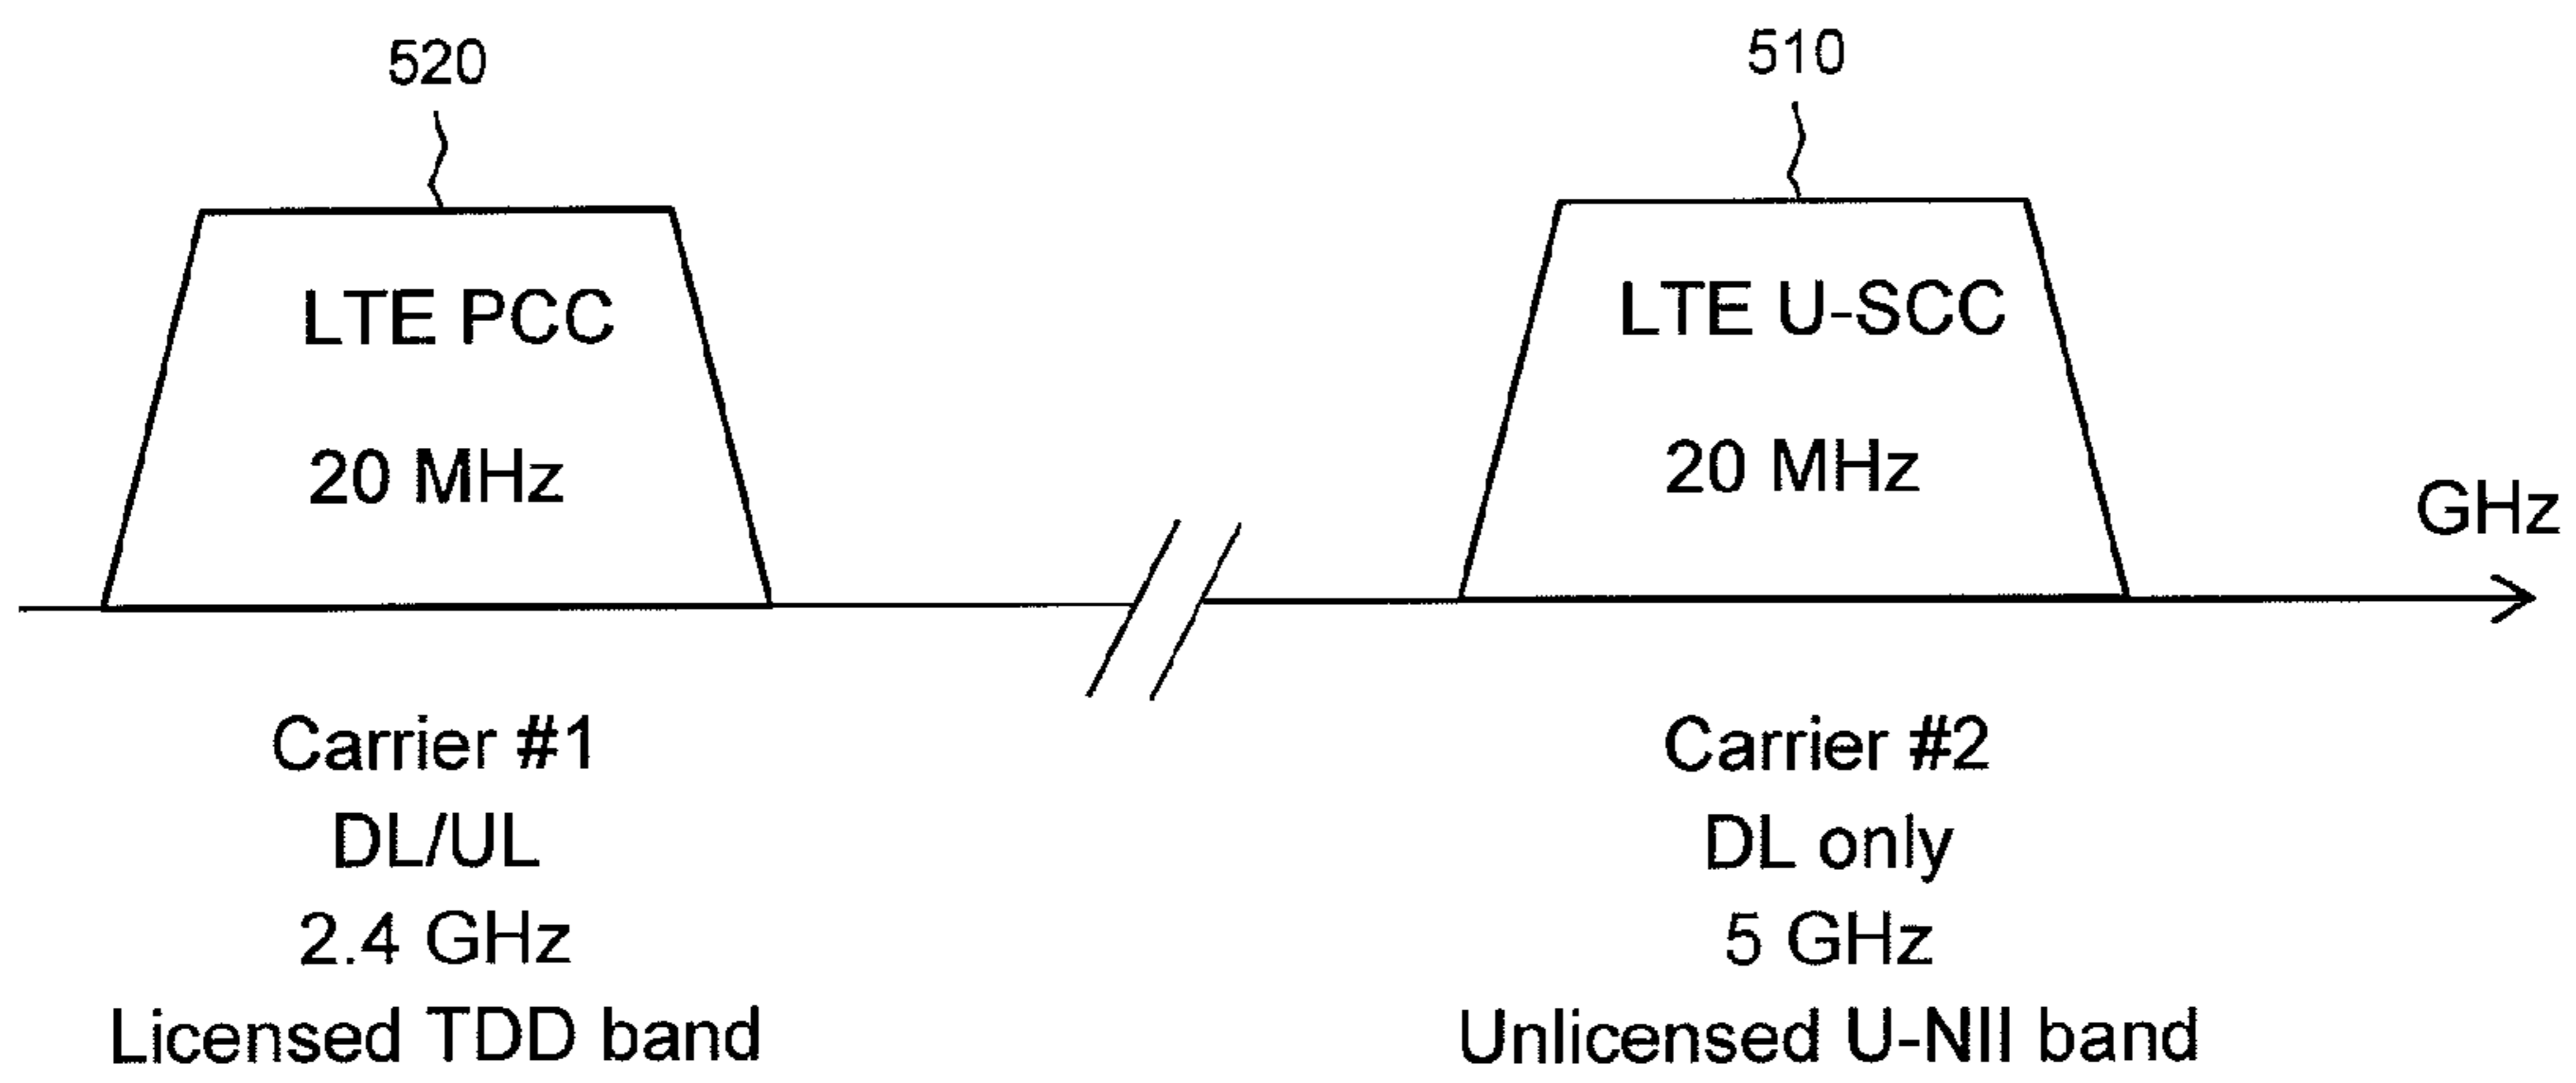 520
LTE PCC
20 MHz
Carrier #1
DL/UL
2.4 GHz
Licensed TDD band
510
LTE U-SCC
20 MHz
GHz
Carrier #2
DL only
5 GHz
Unlicensed U-NII band